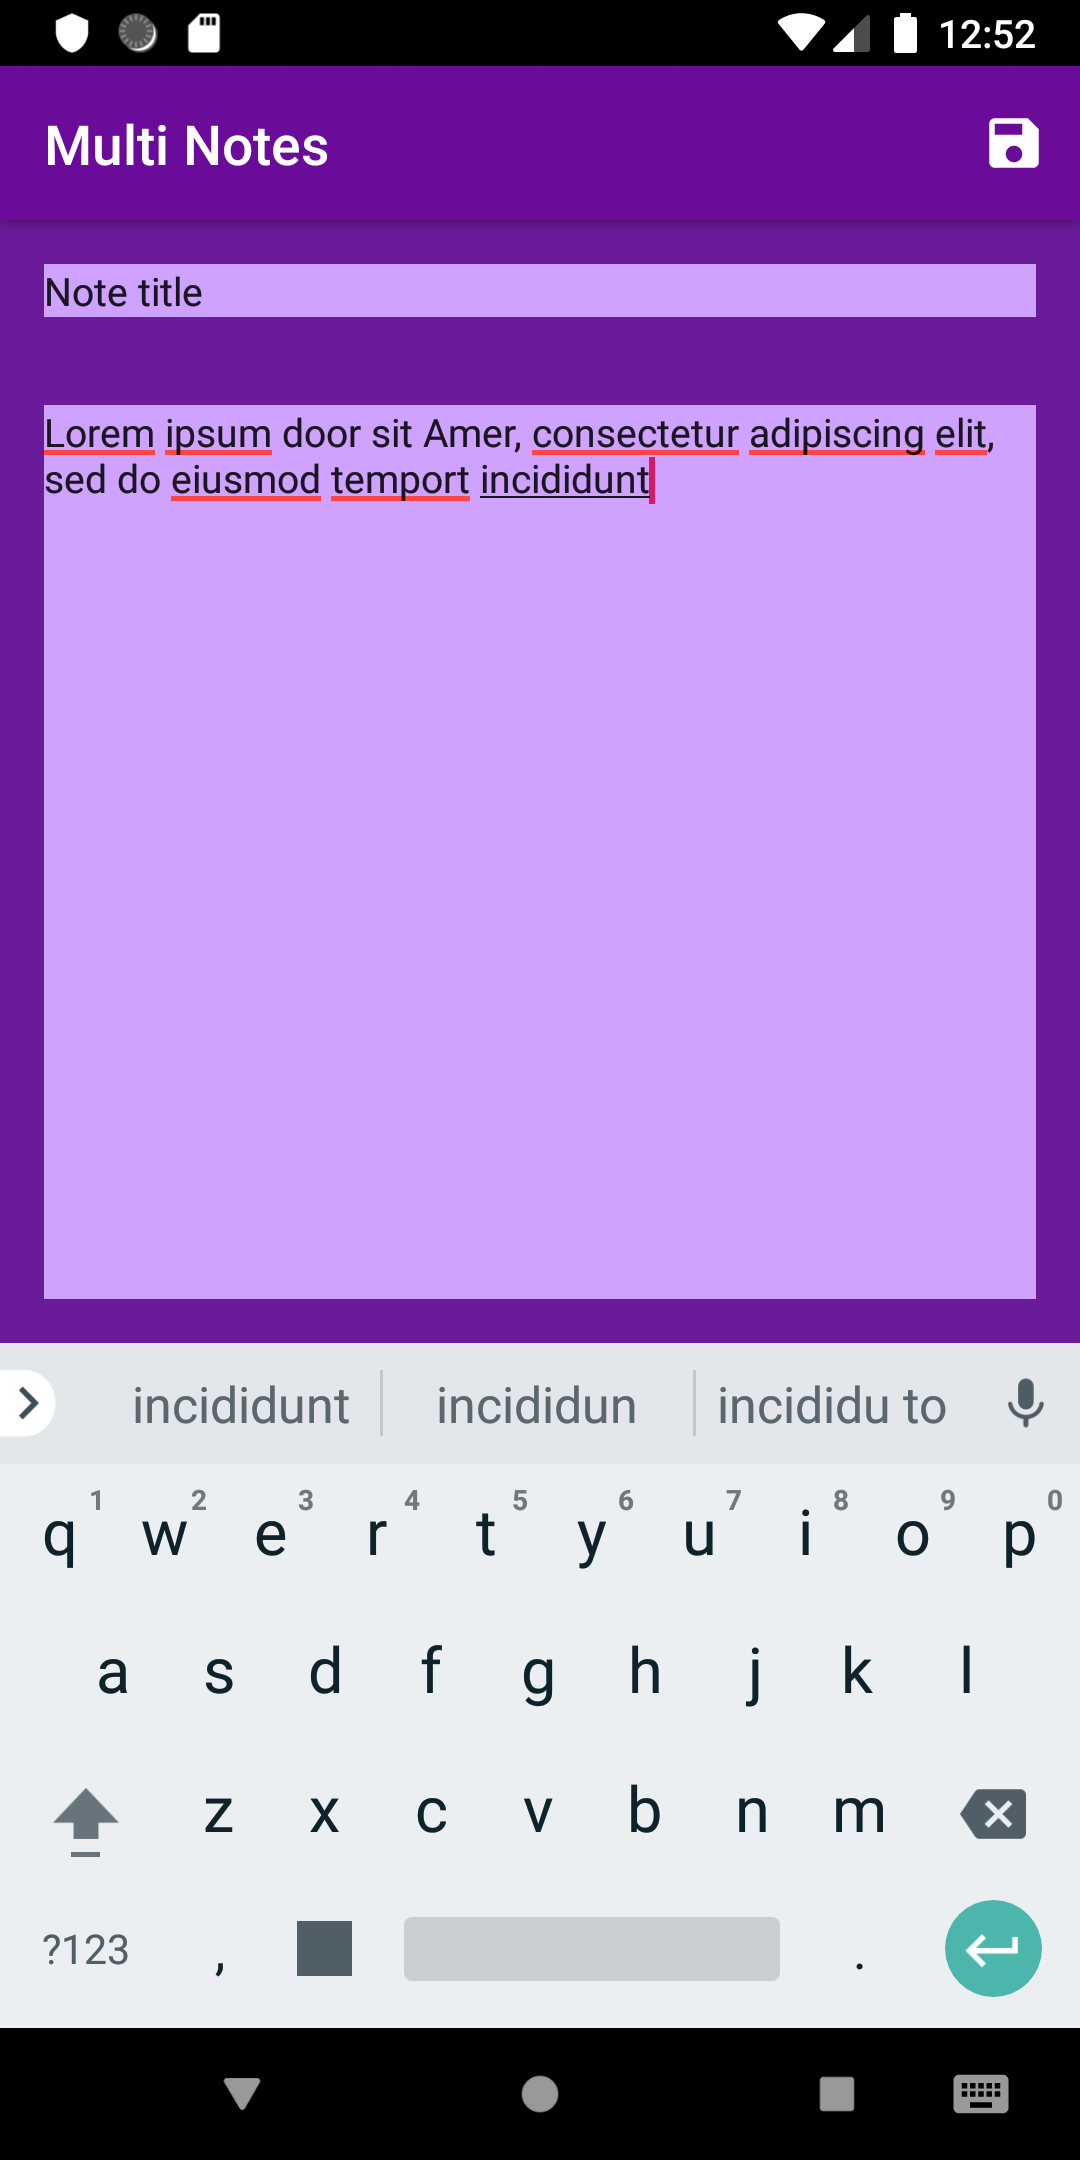 12:52
Multi Notes
Note title
Lorem ipsum door sit Amer, consectetur adipiscing elit,
sed do eiusmod temport incididunt
incididunt incididun incididu to
1 2 3 4 5 6 7 8 9 0
q w e r t y u i o p
a s d f g h j k l
z x c v b n m
?123 , .